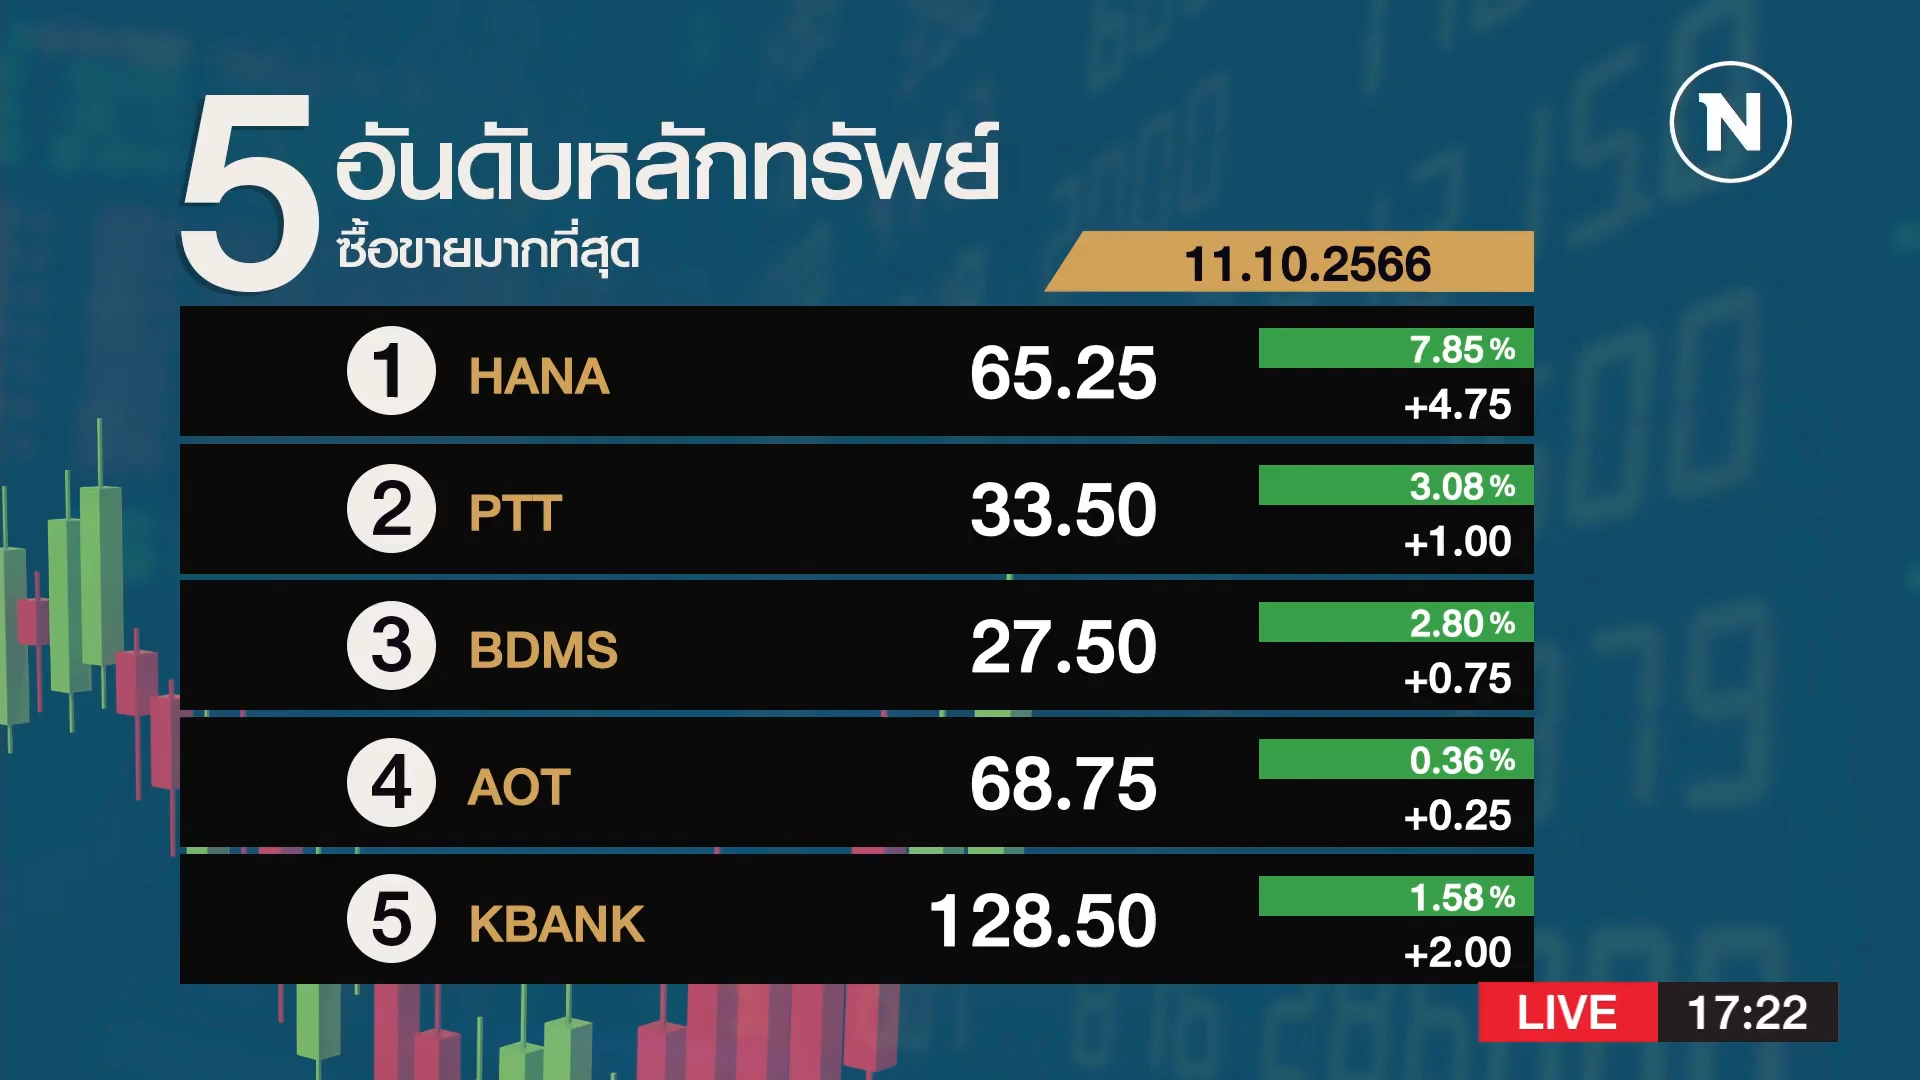 5 อันดับหลักทรัพย์
ซื้อขายมากที่สุด
N
11.10.2566
1 HANA 65.25 7.85%
+4.75
2 PTT 33.50 3.08%
+1.00
3 BDMS 27.50 2.80%
+0.75
4 AOT 68.75 0.36%
+0.25
5 KBANK 128.50 1.58%
+2.00
LIVE 17:22